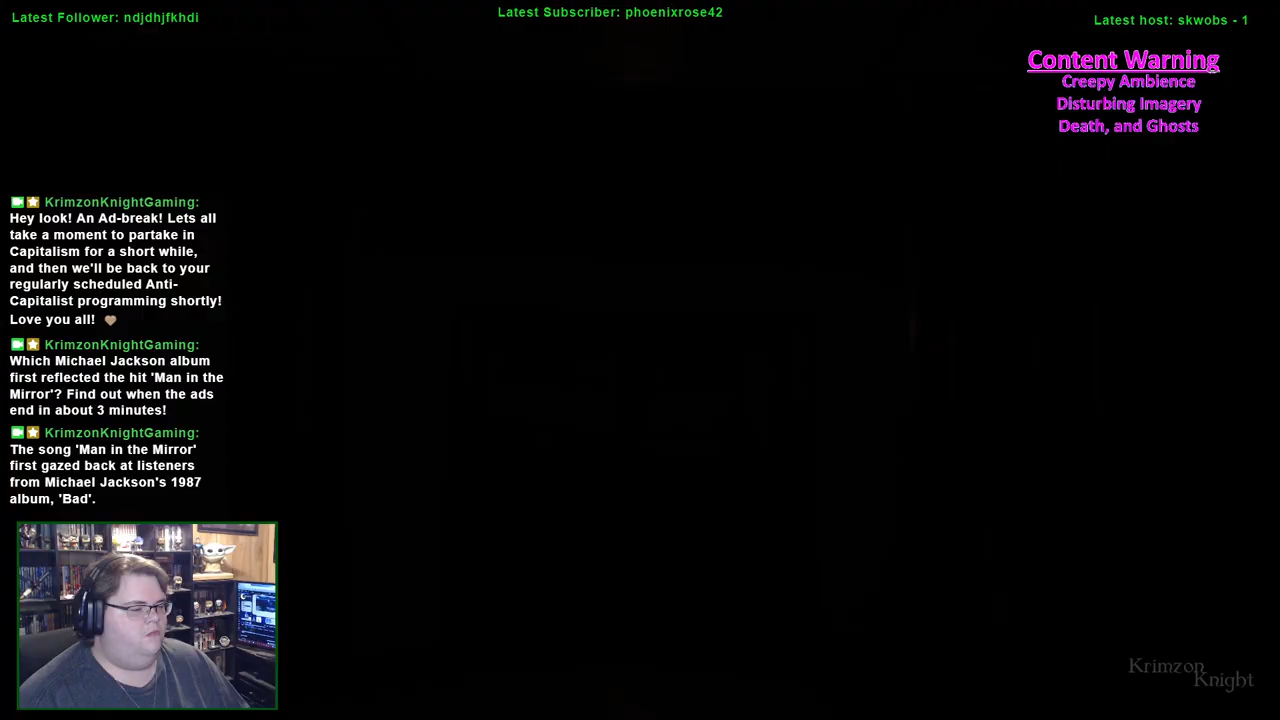 Latest Follower: ndjdhjfkhdi
Latest Subscriber: phoenixrose42
Latest host: skwobs - 1
Content Warning
Creepy Ambience
Disturbing Imagery
Death, and Ghosts
KrimzonKnightGaming:
Hey look! An Ad-break! Lets all
take a moment to partake in
Capitalism for a short while,
and then we'll be back to your
regularly scheduled Anti-
Capitalist programming shortly!
Love you all!
KrimzonKnightGaming:
Which Michael Jackson album
first reflected the hit 'Man in the
Mirror'? Find out when the ads
end in about 3 minutes!
KrimzonKnightGaming:
The song 'Man in the Mirror'
first gazed back at listeners
from Michael Jackson's 1987
album, 'Bad'.
Krimzon
Knight